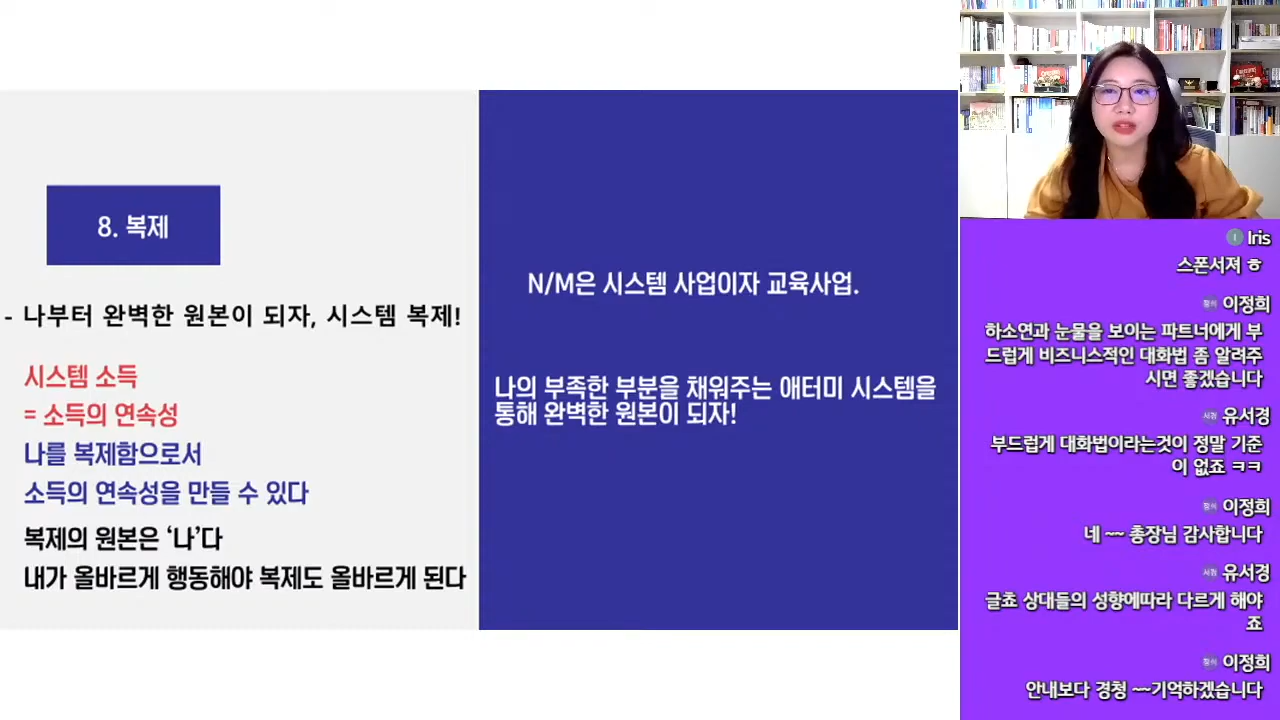 8. 복제
- 나부터 완벽한 원본이 되자, 시스템 복제!
시스템 소득
= 소득의 연속성
나를 복제함으로서
소득의 연속성을 만들 수 있다
복제의 원본은 ‘나’다
내가 올바르게 행동해야 복제도 올바르게 된다
N/M은 시스템 사업이자 교육사업.
나의 부족한 부분을 채워주는 애터미 시스템을
통해 완벽한 원본이 되자!
I Iris
스폰서져 ㅎ
정희 이정희
하소연과 눈물을 보이는 파트너에게 부
드럽게 비즈니스적인 대화법 좀 알려주
시면 좋겠습니다
서경 유서경
부드럽게 대화법이라는것이 정말 기준
이 없죠 ㅋㅋ
정희 이정희
네 ~~ 총장님 감사합니다
서경 유서경
글쵸 상대들의 성향에따라 다르게 해야
죠
정희 이정희
안내보다 경청 ~~기억하겠습니다